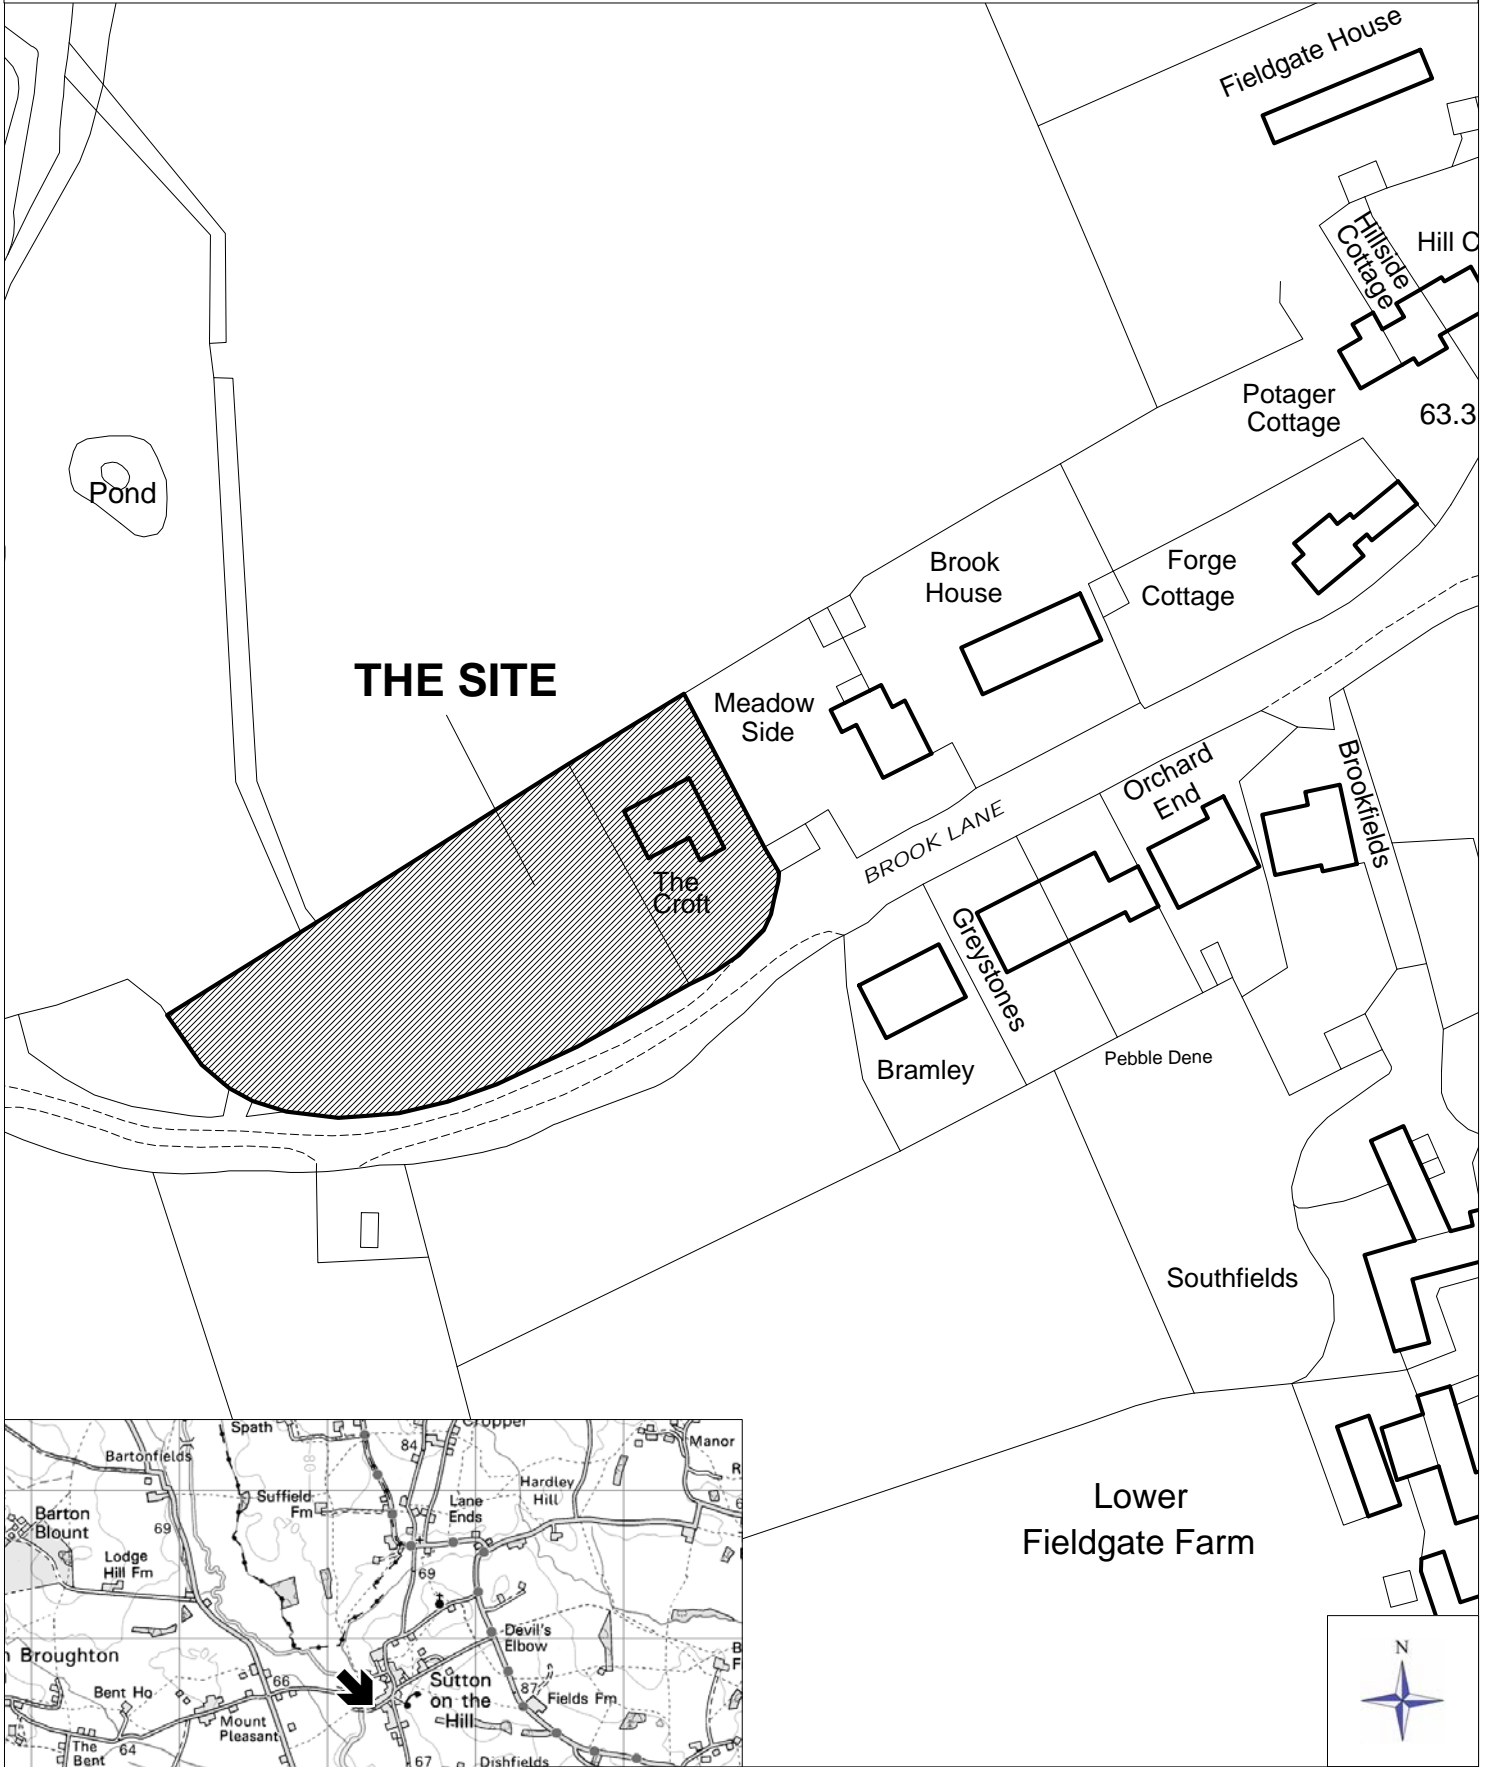 Fieldgate House
Hillside
Cottage
Hill C
Potager
Cottage
63.3
Pond
Brook
House
Forge
Cottage
THE SITE
Meadow
Side
Orchard
End
Brookfields
BROOK LANE
The
Croft
Greystones
Bramley
Pebble Dene
Southfields
Lower
Fieldgate Farm
Spath
Cropper
84
Manor
Bartonfields
80
R
Hardley
Hill
Suffield
Fm
Lane
Ends
6
Barton
Blount
69
Lodge
Hill Fm
69
Devil's
Elbow
B
F
n Broughton
Sutton
on the
Hill
66
Bent Ho
87
Fields Fm
Mount
Pleasant
The
Bent
64
67
Dishfields
N